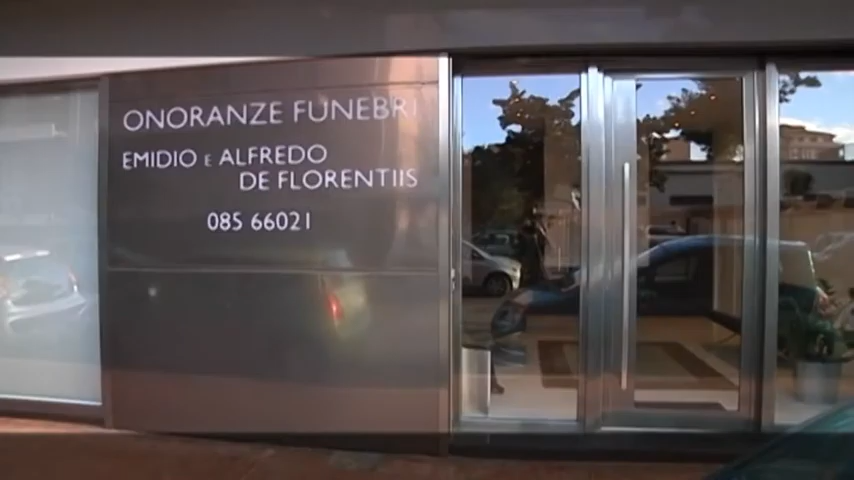 ONORANZE FUNEBRI
EMIDIO E ALFREDO
DE FLORENTIIS
085 66021